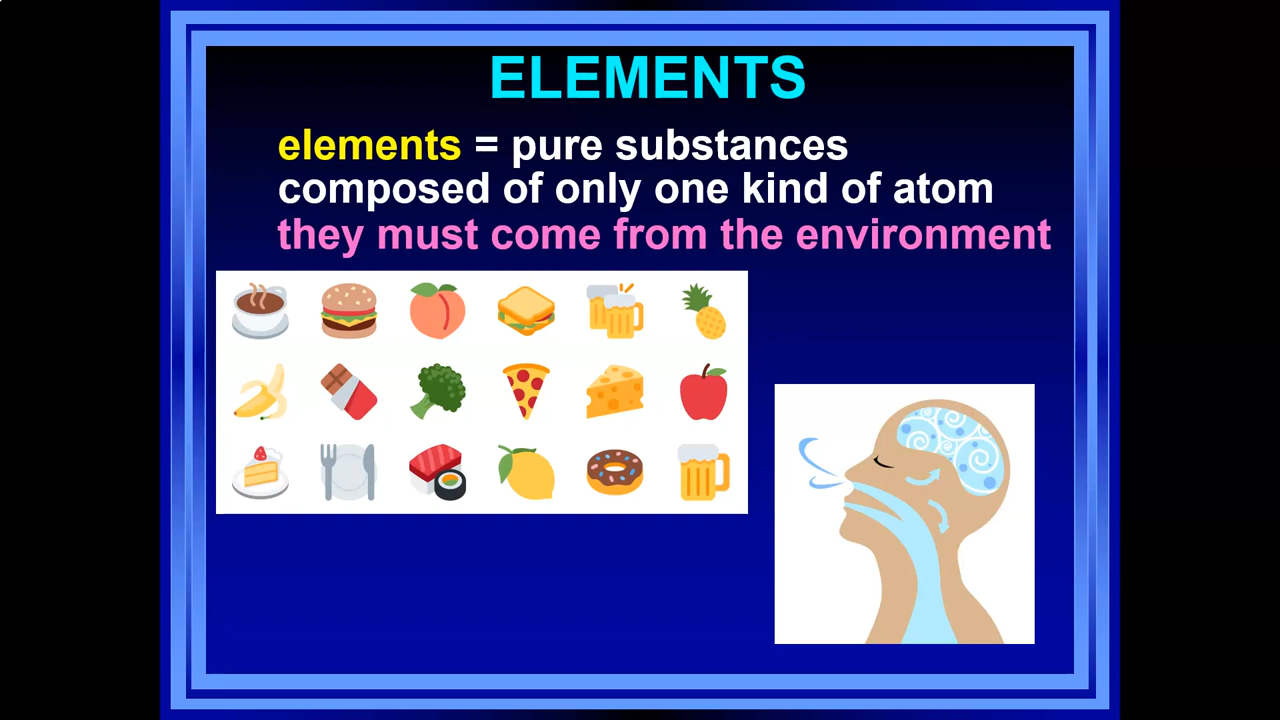 ELEMENTS
elements = pure substances
composed of only one kind of atom
they must come from the environment